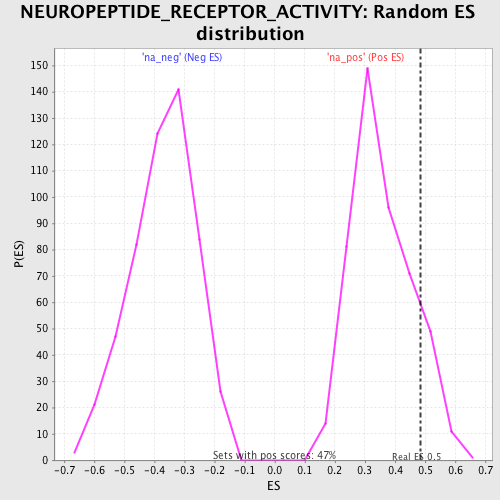 NEUROPEPTIDE_RECEPTOR_ACTIVITY: Random ES
distribution
'na_neg' (Neg ES)
'na_pos' (Pos ES)
150
140
130
120
110
100
90
80
70
60
50
40
30
20
10
0
P(ES)
Sets with pos scores: 47%
Real ES 0.5
-0.7 -0.6 -0.5 -0.4 -0.3 -0.2 -0.1 0.0 0.1 0.2 0.3 0.4 0.5 0.6 0.7
ES